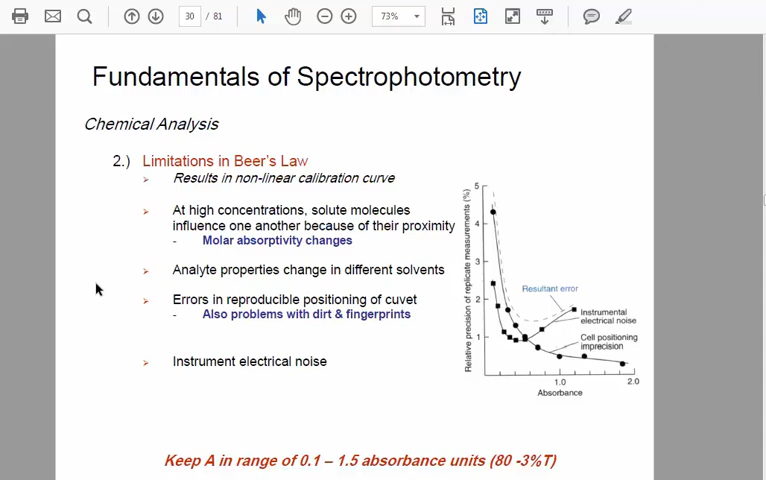 30 / 81
73%
Fundamentals of Spectrophotometry
Chemical Analysis
2.) Limitations in Beer's Law
Results in non-linear calibration curve
At high concentrations, solute molecules
influence one another because of their proximity
- Molar absorptivity changes
Analyte properties change in different solvents
Errors in reproducible positioning of cuvet
- Also problems with dirt & fingerprints
Instrument electrical noise
Relative precision of replicate measurements (%)
5
4
3
2
1
Resultant error
Instrumental
electrical noise
Cell positioning
imprecision
1.0
2.0
Absorbance
Keep A in range of 0.1 – 1.5 absorbance units (80 -3%T)